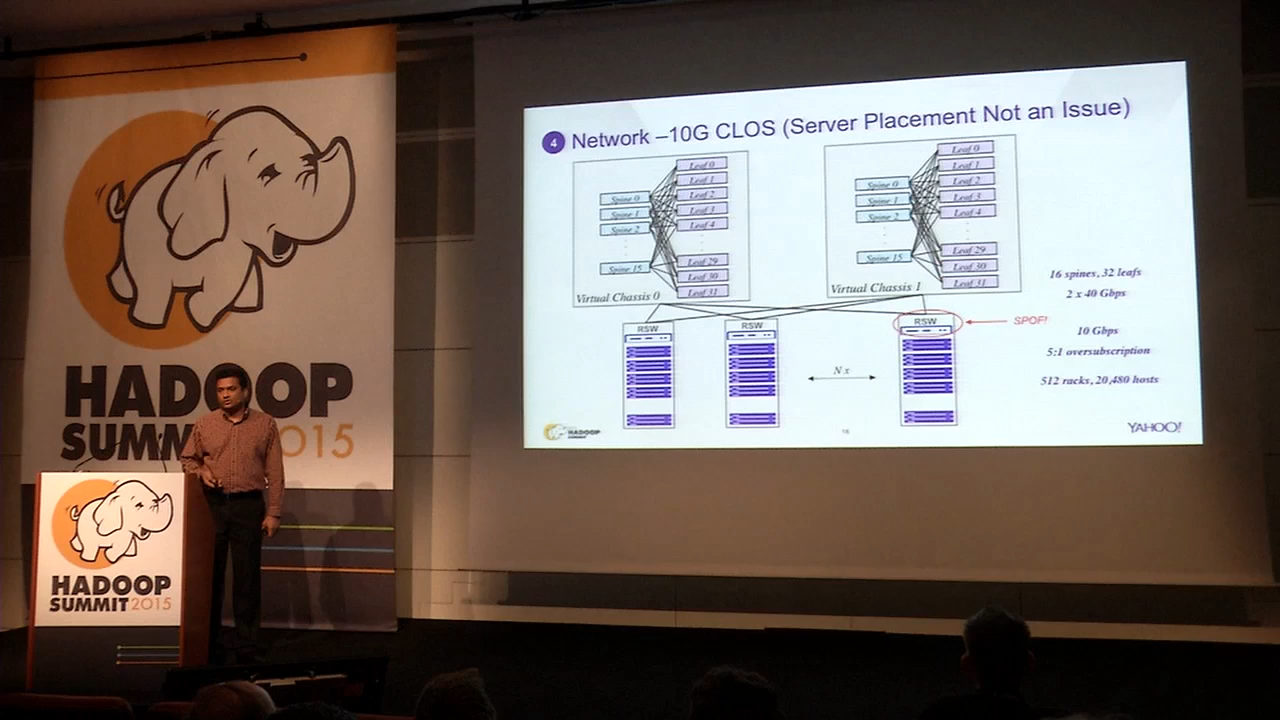 HADOOP
SUMM
2015
HADOOP
SUMMIT 2015
4 Network –10G CLOS (Server Placement Not an Issue)
Spine 0
Spine 1
Spine 2
Spine 15
Leaf 0
Leaf 1
Leaf 2
Leaf 3
Leaf 4
Leaf 29
Leaf 30
Leaf 31
Virtual Chassis 0
Spine 0
Spine 1
Spine 2
Spine 15
Leaf 0
Leaf 1
Leaf 2
Leaf 3
Leaf 4
Leaf 29
Leaf 30
Leaf 31
Virtual Chassis 1
RSW
RSW
RSW
SPOF!
N x
16 spines, 32 leafs
2 x 40 Gbps
10 Gbps
5:1 oversubscription
512 racks, 20,480 hosts
HADOOP
SUMMIT
16
YAHOO!